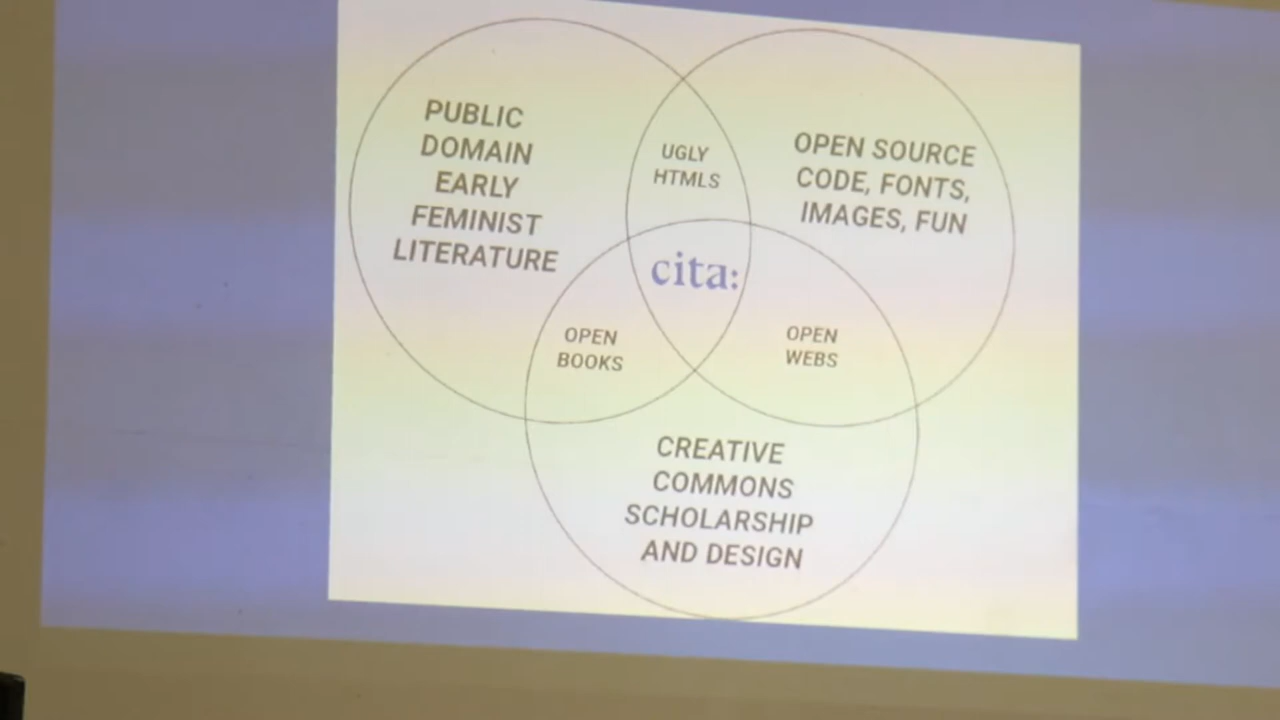 PUBLIC
DOMAIN
EARLY
FEMINIST
LITERATURE
UGLY
HTMLS
OPEN SOURCE
CODE, FONTS,
IMAGES, FUN
cita:
OPEN
BOOKS
OPEN
WEBS
CREATIVE
COMMONS
SCHOLARSHIP
AND DESIGN